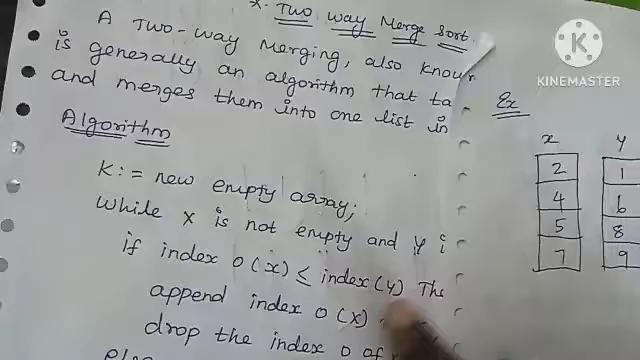 x. Two way Merge Sort.
A Two-way Merging, also know
is generally an algorithm that ta
and merges them into one list in
Algorithm
K := new empty array;
while x is not empty and y i
if index 0(x) ≤ index(y) The
append index 0(x)
drop the index 0 of
KINEMASTER
Ex
x y
2 1
4 6
5 8
7 9